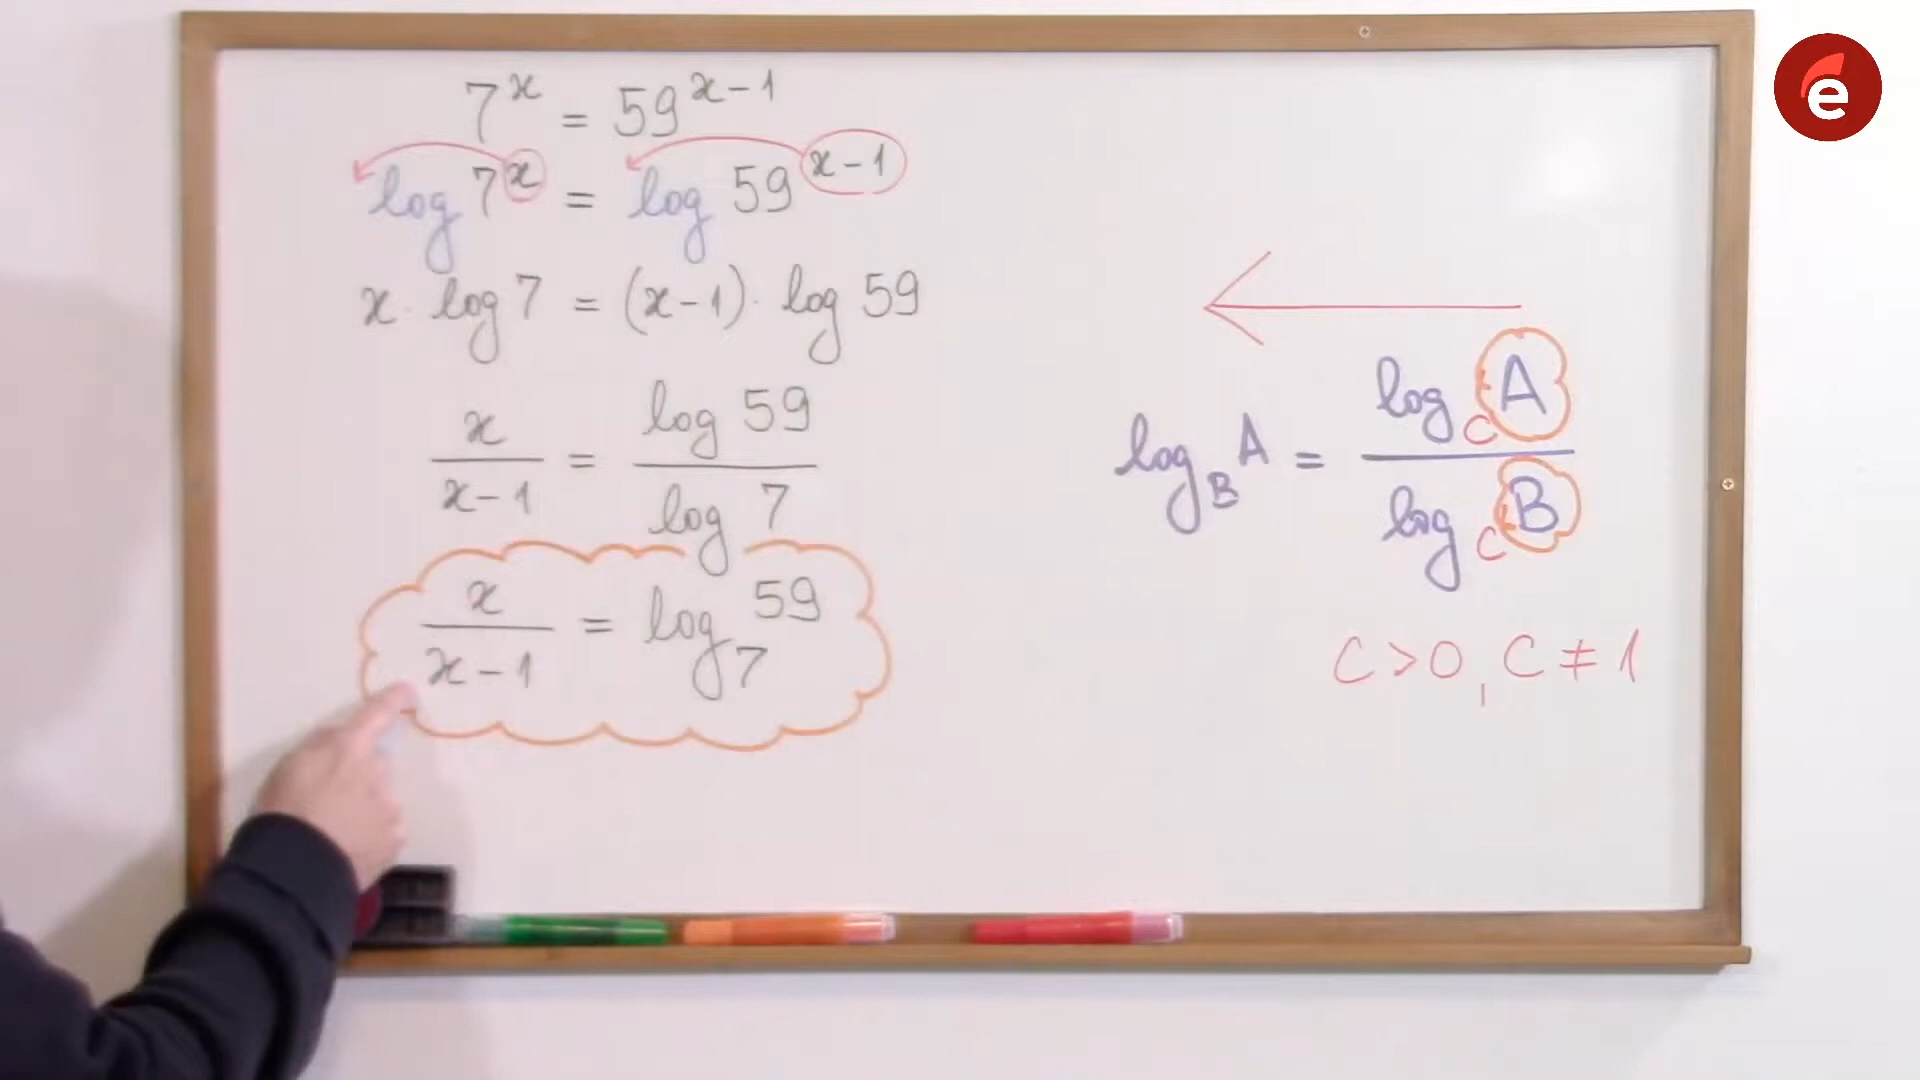 7^x = 59^{x-1}
log 7^x = log 59^{x-1}
x · log 7 = (x-1) · log 59
x/(x-1) = log 59 / log 7
x/(x-1) = log_7 59
log_B A = log_C A / log_C B
C>0, C≠1
e